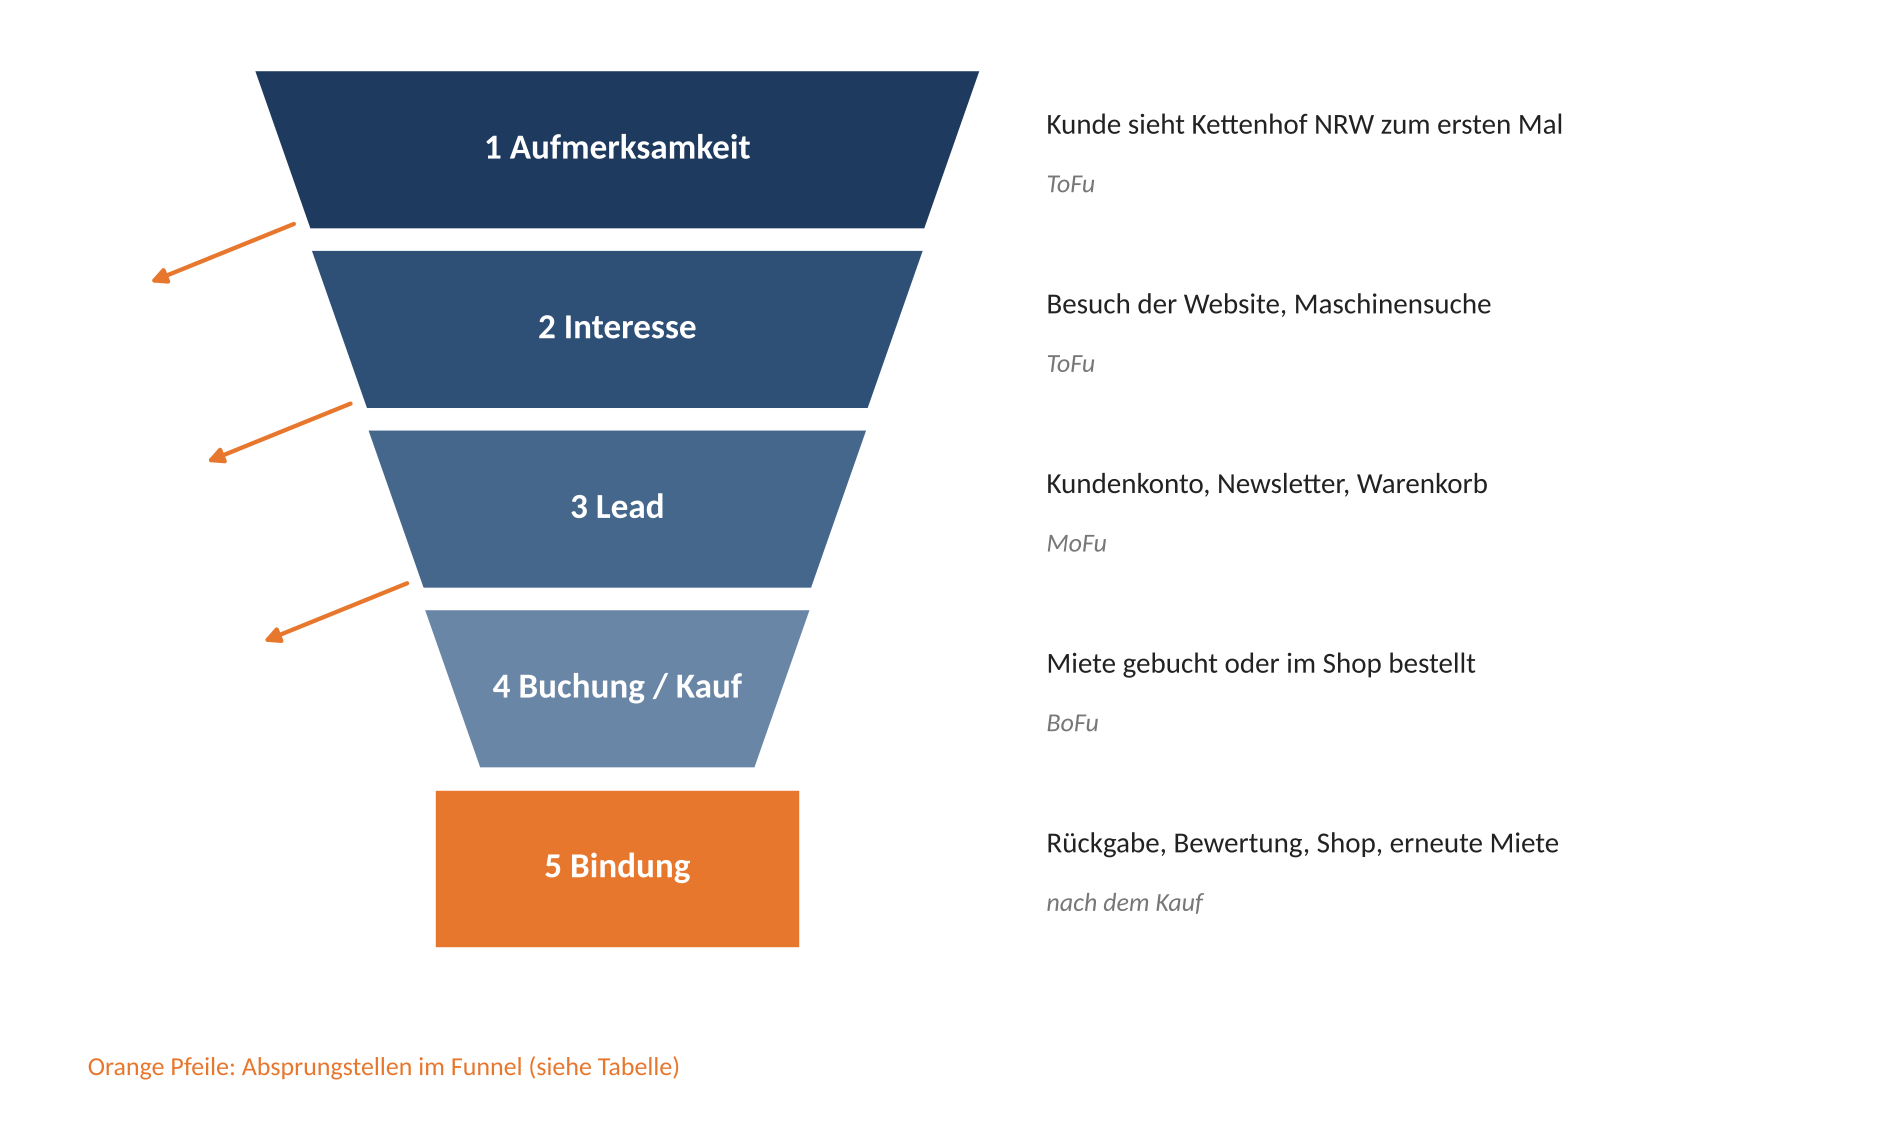 1 Aufmerksamkeit
Kunde sieht Kettenhof NRW zum ersten Mal
ToFu
2 Interesse
Besuch der Website, Maschinensuche
ToFu
3 Lead
Kundenkonto, Newsletter, Warenkorb
MoFu
4 Buchung / Kauf
Miete gebucht oder im Shop bestellt
BoFu
5 Bindung
Rückgabe, Bewertung, Shop, erneute Miete
nach dem Kauf
Orange Pfeile: Absprungstellen im Funnel (siehe Tabelle)